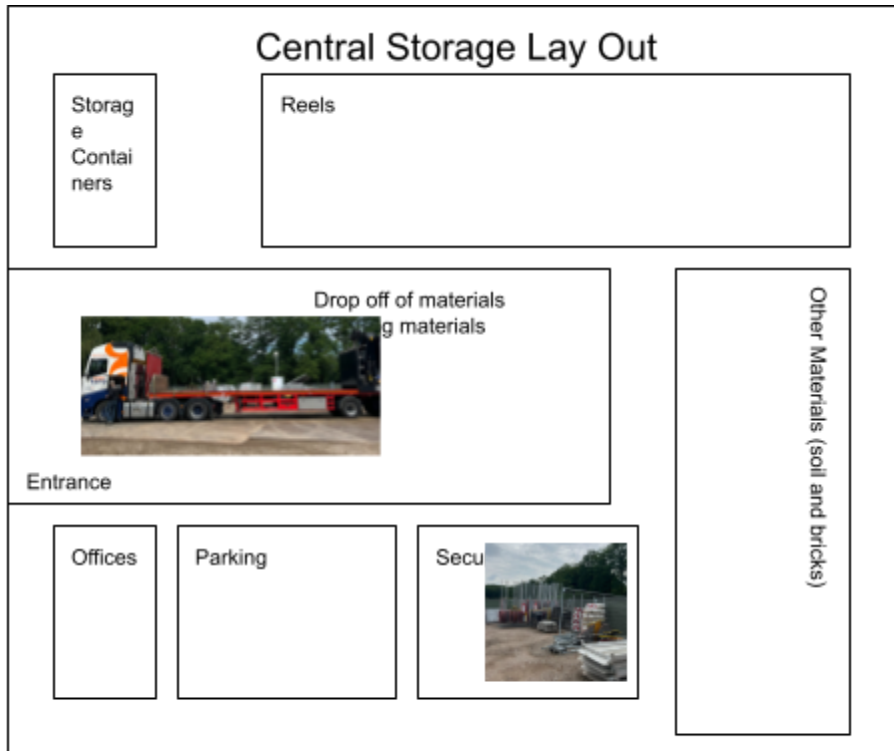 Central Storage Lay Out
Storag
e
Contai
ners
Reels
Drop off of materials
g materials
Entrance
Other Materials (soil and bricks)
Offices
Parking
Secu